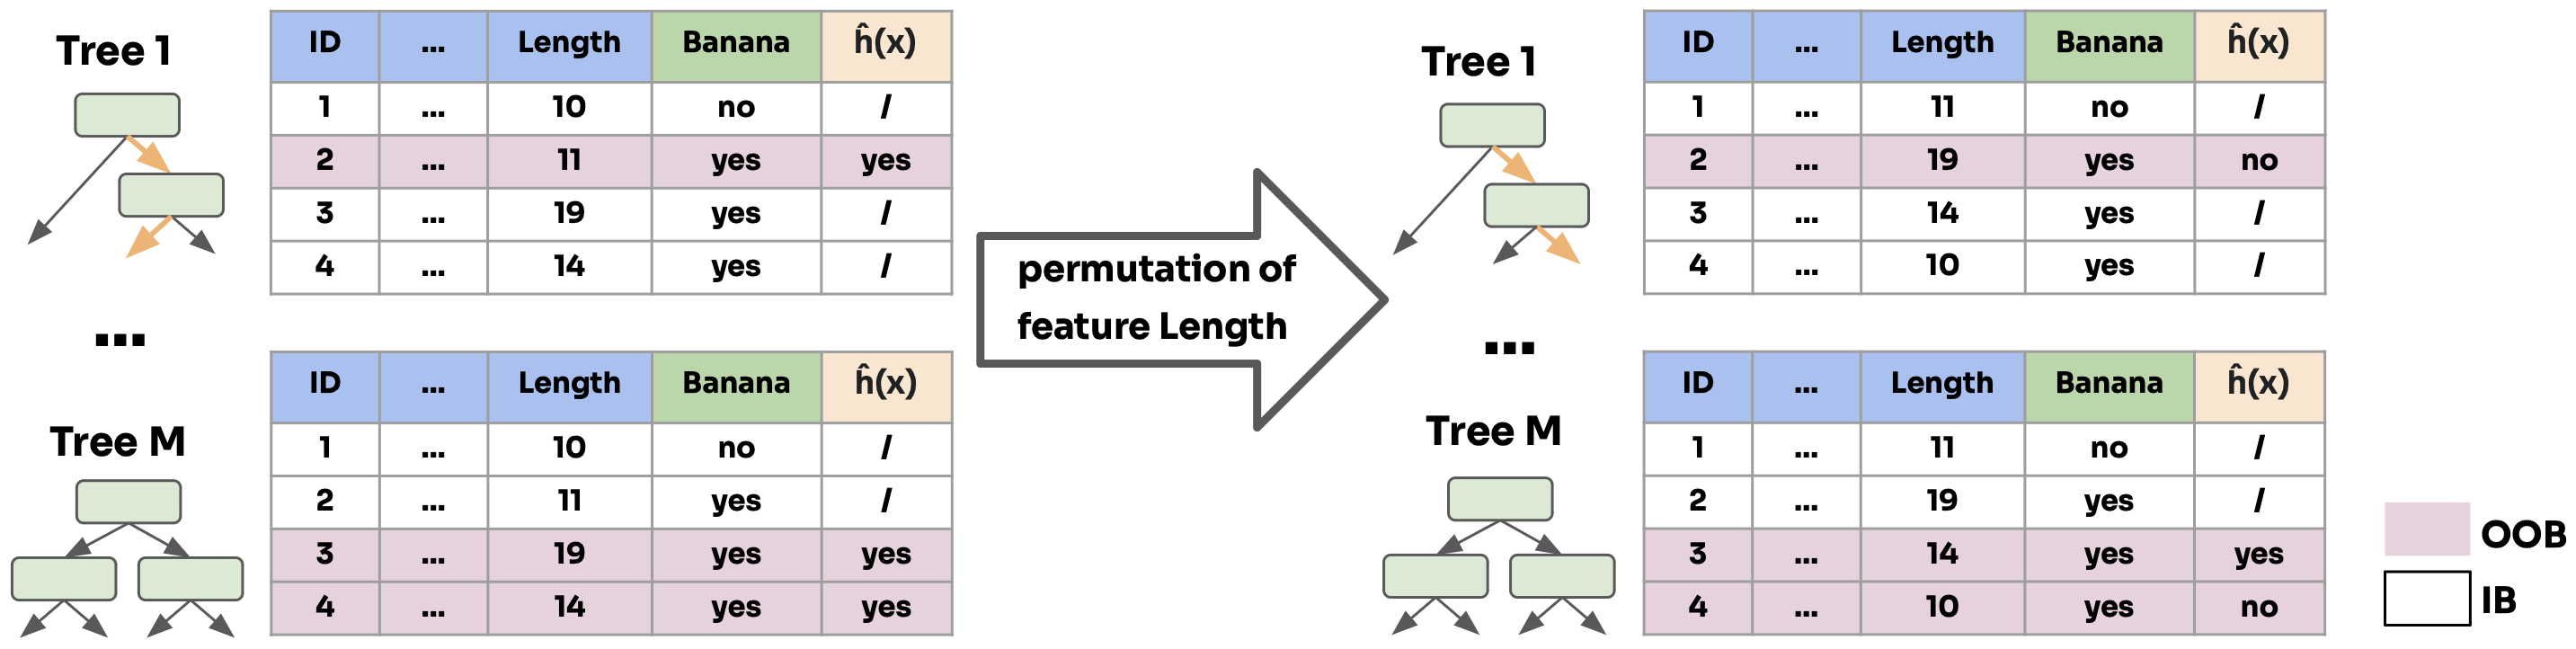 Tree 1
ID ... Length Banana ĥ(x)
1 ... 10 no /
2 ... 11 yes yes
3 ... 19 yes /
4 ... 14 yes /
...
Tree M
ID ... Length Banana ĥ(x)
1 ... 10 no /
2 ... 11 yes /
3 ... 19 yes yes
4 ... 14 yes yes
permutation of
feature Length
Tree 1
ID ... Length Banana ĥ(x)
1 ... 11 no /
2 ... 19 yes no
3 ... 14 yes /
4 ... 10 yes /
...
Tree M
ID ... Length Banana ĥ(x)
1 ... 11 no /
2 ... 19 yes /
3 ... 14 yes yes
4 ... 10 yes no
OOB
IB